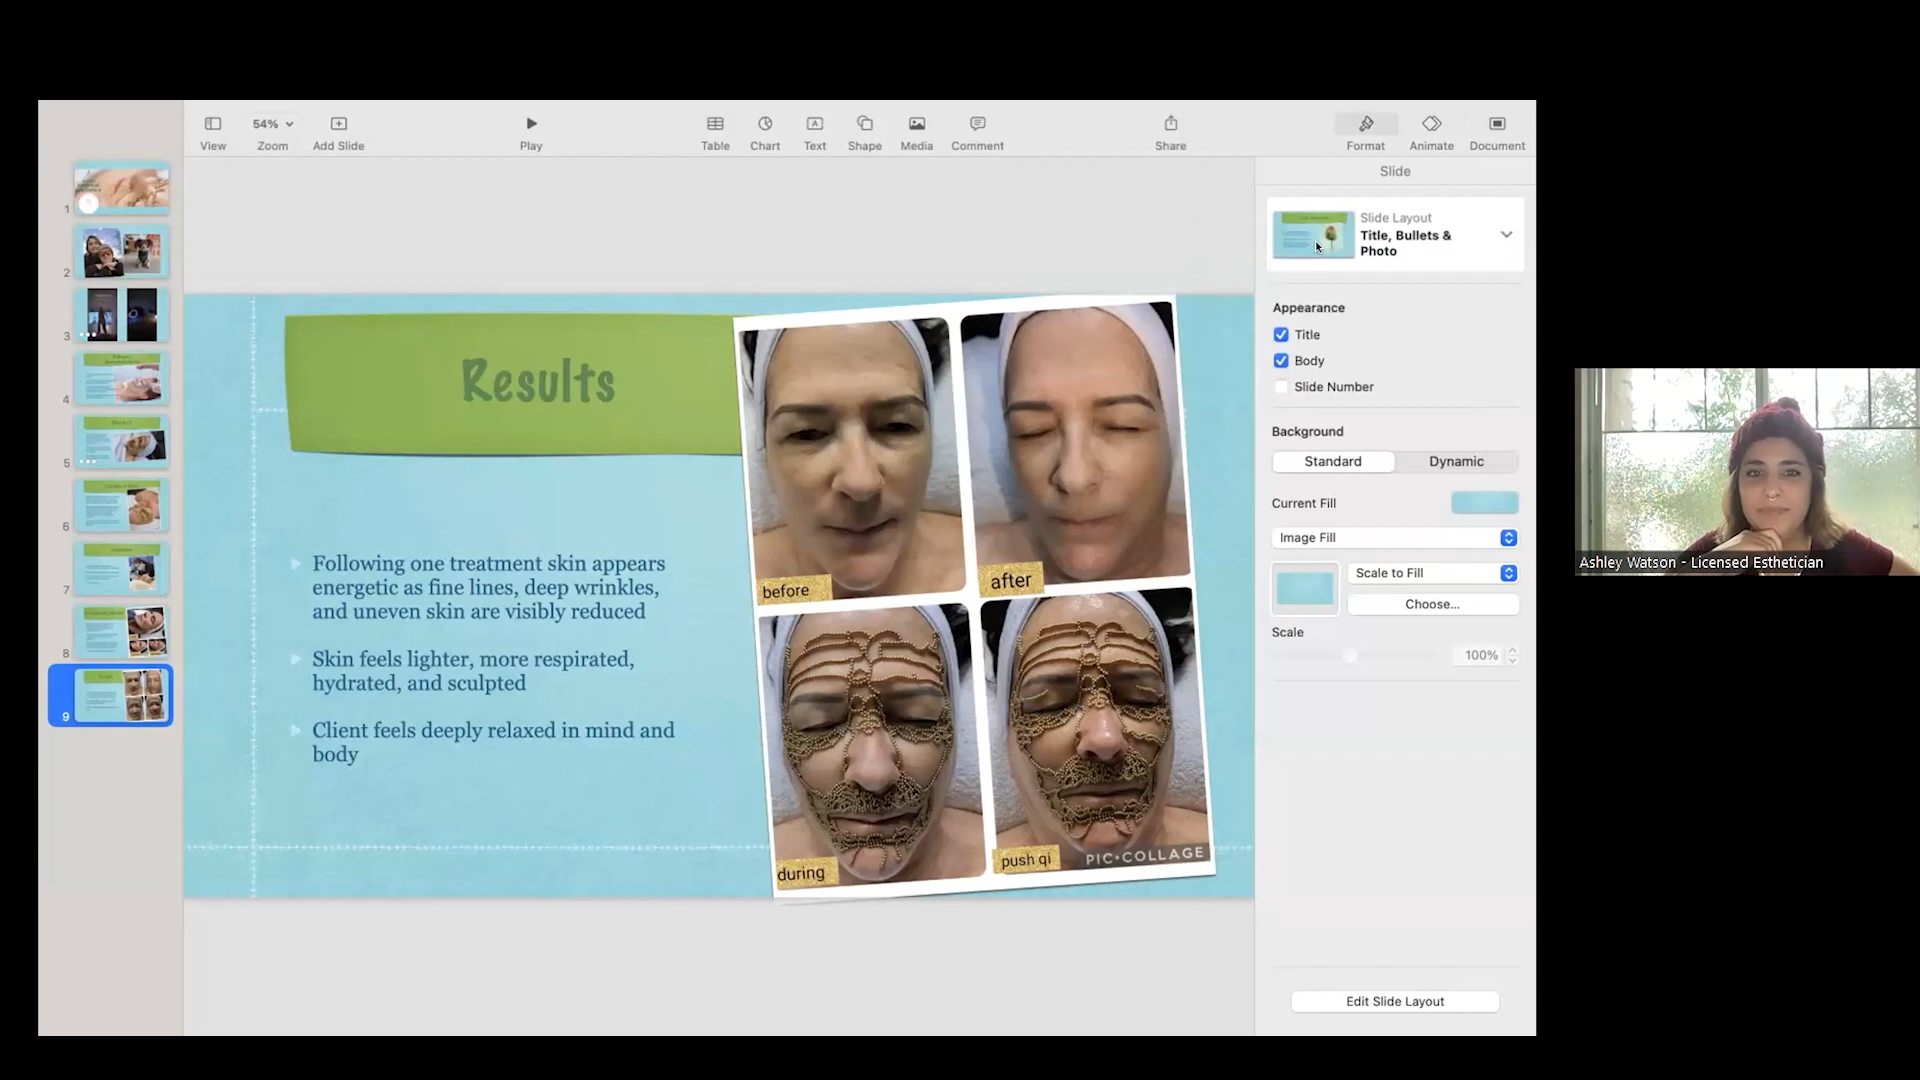 View
54%
Zoom
Add Slide
Play
Table
Chart
Text
Shape
Media
Comment
Share
Format
Animate
Document
1
2
3
4
5
6
7
8
9
Results
Following one treatment skin appears
energetic as fine lines, deep wrinkles,
and uneven skin are visibly reduced
Skin feels lighter, more respirated,
hydrated, and sculpted
Client feels deeply relaxed in mind and
body
before
after
during
push qi
PIC•COLLAGE
Slide
Slide Layout
Title, Bullets &
Photo
Appearance
Title
Body
Slide Number
Background
Standard
Dynamic
Current Fill
Image Fill
Scale to Fill
Choose...
Scale
100%
Edit Slide Layout
Ashley Watson - Licensed Esthetician